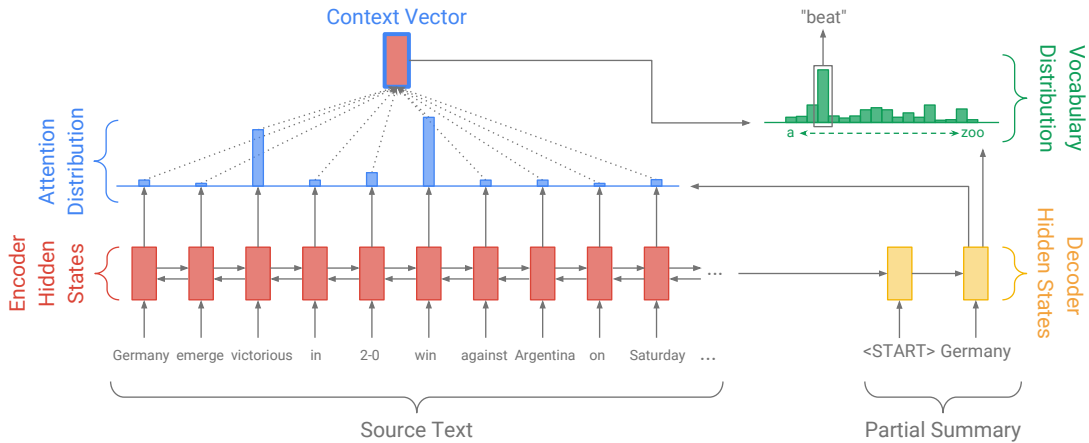 Context Vector
"beat"
Attention
Distribution
a
zoo
Vocabulary
Distribution
Encoder
Hidden
States
...
Decoder
Hidden States
Germany emerge victorious in 2-0 win against Argentina on Saturday ...
<START> Germany
Source Text
Partial Summary